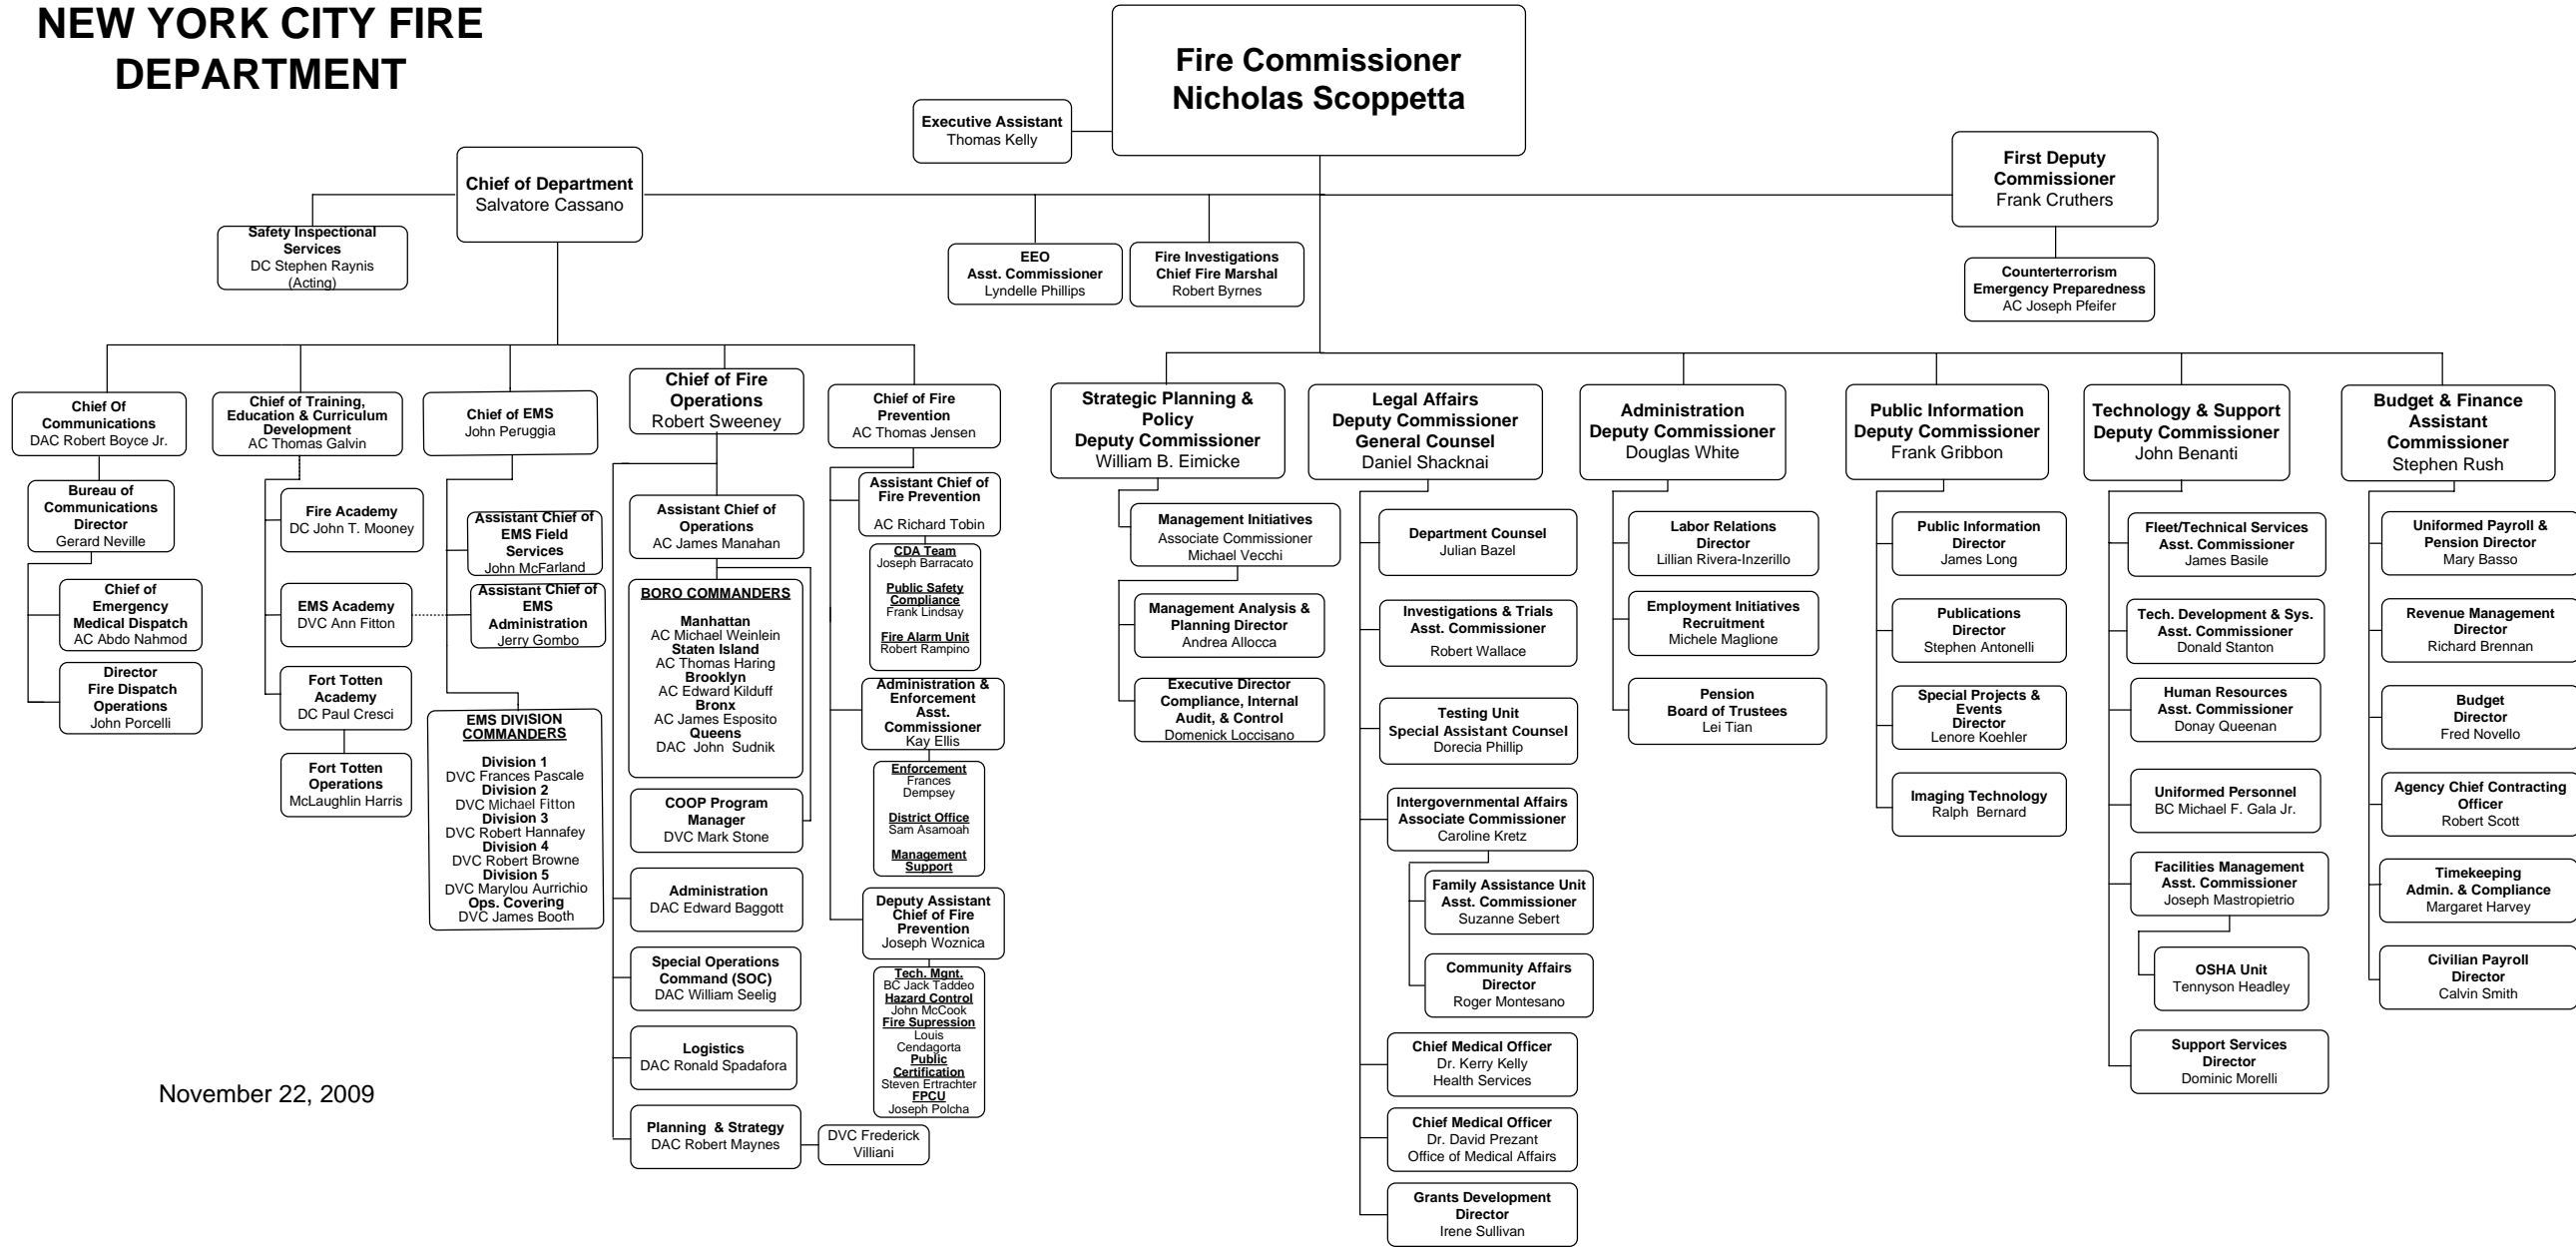 NEW YORK CITY FIRE
DEPARTMENT
Fire Commissioner
Nicholas Scoppetta
Executive Assistant
Thomas Kelly
Chief of Department
Salvatore Cassano
First Deputy
Commissioner
Frank Cruthers
Safety Inspectional
Services
DC Stephen Raynis
(Acting)
EEO
Asst. Commissioner
Lyndelle Phillips
Fire Investigations
Chief Fire Marshal
Robert Byrnes
Counterterrorism
Emergency Preparedness
AC Joseph Pfeifer
Chief Of
Communications
DAC Robert Boyce Jr.
Bureau of
Communications
Director
Gerard Neville
Chief of
Emergency
Medical Dispatch
AC Abdo Nahmod
Director
Fire Dispatch
Operations
John Porcelli
Chief of Training,
Education & Curriculum
Development
AC Thomas Galvin
Fire Academy
DC John T. Mooney
EMS Academy
DVC Ann Fitton
Fort Totten
Academy
DC Paul Cresci
Fort Totten
Operations
McLaughlin Harris
Chief of EMS
John Peruggia
Assistant Chief of
EMS Field
Services
John McFarland
Assistant Chief of
EMS
Administration
Jerry Gombo
EMS DIVISION
COMMANDERS
Division 1
DVC Frances Pascale
Division 2
DVC Michael Fitton
Division 3
DVC Robert Hannafey
Division 4
DVC Robert Browne
Division 5
DVC Marylou Aurrichio
Ops. Covering
DVC James Booth
Chief of Fire
Operations
Robert Sweeney
Assistant Chief of
Operations
AC James Manahan
BORO COMMANDERS
Manhattan
AC Michael Weinlein
Staten Island
AC Thomas Haring
Brooklyn
AC Edward Kilduff
Bronx
AC James Esposito
Queens
DAC John Sudnik
COOP Program
Manager
DVC Mark Stone
Administration
DAC Edward Baggott
Special Operations
Command (SOC)
DAC William Seelig
Logistics
DAC Ronald Spadafora
Planning & Strategy
DAC Robert Maynes
DVC Frederick
Villiani
Chief of Fire
Prevention
AC Thomas Jensen
Assistant Chief of
Fire Prevention
AC Richard Tobin
CDA Team
Joseph Barracato
Public Safety
Compliance
Frank Lindsay
Fire Alarm Unit
Robert Rampino
Administration &
Enforcement
Asst.
Commissioner
Kay Ellis
Enforcement
Frances
Dempsey
District Office
Sam Asamoah
Management
Support
Deputy Assistant
Chief of Fire
Prevention
Joseph Woznica
Tech. Mgnt.
BC Jack Taddeo
Hazard Control
John McCook
Fire Supression
Louis
Cendagorta
Public
Certification
Steven Ertrachter
FPCU
Joseph Polcha
Strategic Planning &
Policy
Deputy Commissioner
William B. Eimicke
Management Initiatives
Associate Commissioner
Michael Vecchi
Management Analysis &
Planning Director
Andrea Allocca
Executive Director
Compliance, Internal
Audit, & Control
Domenick Loccisano
Legal Affairs
Deputy Commissioner
General Counsel
Daniel Shacknai
Department Counsel
Julian Bazel
Investigations & Trials
Asst. Commissioner
Robert Wallace
Testing Unit
Special Assistant Counsel
Dorecia Phillip
Intergovernmental Affairs
Associate Commissioner
Caroline Kretz
Family Assistance Unit
Asst. Commissioner
Suzanne Sebert
Community Affairs
Director
Roger Montesano
Chief Medical Officer
Dr. Kerry Kelly
Health Services
Chief Medical Officer
Dr. David Prezant
Office of Medical Affairs
Grants Development
Director
Irene Sullivan
Administration
Deputy Commissioner
Douglas White
Labor Relations
Director
Lillian Rivera-Inzerillo
Employment Initiatives
Recruitment
Michele Maglione
Pension
Board of Trustees
Lei Tian
Public Information
Deputy Commissioner
Frank Gribbon
Public Information
Director
James Long
Publications
Director
Stephen Antonelli
Special Projects &
Events
Director
Lenore Koehler
Imaging Technology
Ralph Bernard
Technology & Support
Deputy Commissioner
John Benanti
Fleet/Technical Services
Asst. Commissioner
James Basile
Tech. Development & Sys.
Asst. Commissioner
Donald Stanton
Human Resources
Asst. Commissioner
Donay Queenan
Uniformed Personnel
BC Michael F. Gala Jr.
Facilities Management
Asst. Commissioner
Joseph Mastropietrio
OSHA Unit
Tennyson Headley
Support Services
Director
Dominic Morelli
Budget & Finance
Assistant
Commissioner
Stephen Rush
Uniformed Payroll &
Pension Director
Mary Basso
Revenue Management
Director
Richard Brennan
Budget
Director
Fred Novello
Agency Chief Contracting
Officer
Robert Scott
Timekeeping
Admin. & Compliance
Margaret Harvey
Civilian Payroll
Director
Calvin Smith
November 22, 2009